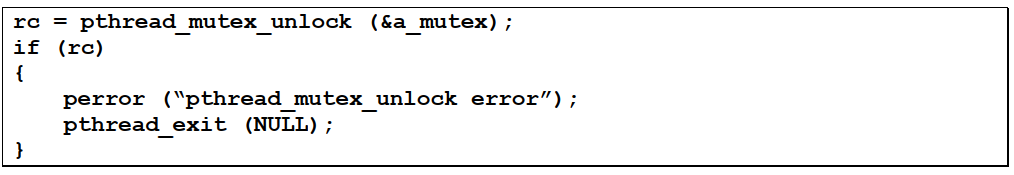 rc = pthread_mutex_unlock (&a_mutex);
if (rc)
{
    perror (“pthread_mutex_unlock error”);
    pthread_exit (NULL);
}